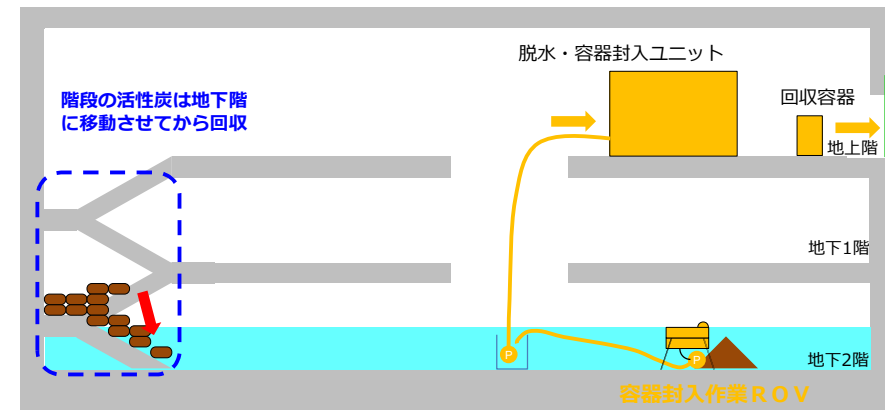 脱水・容器封入ユニット
階段の活性炭は地下階
に移動させてから回収
回収容器
地上階
地下1階
P
P
地下2階
容器封入作業ＲＯＶ